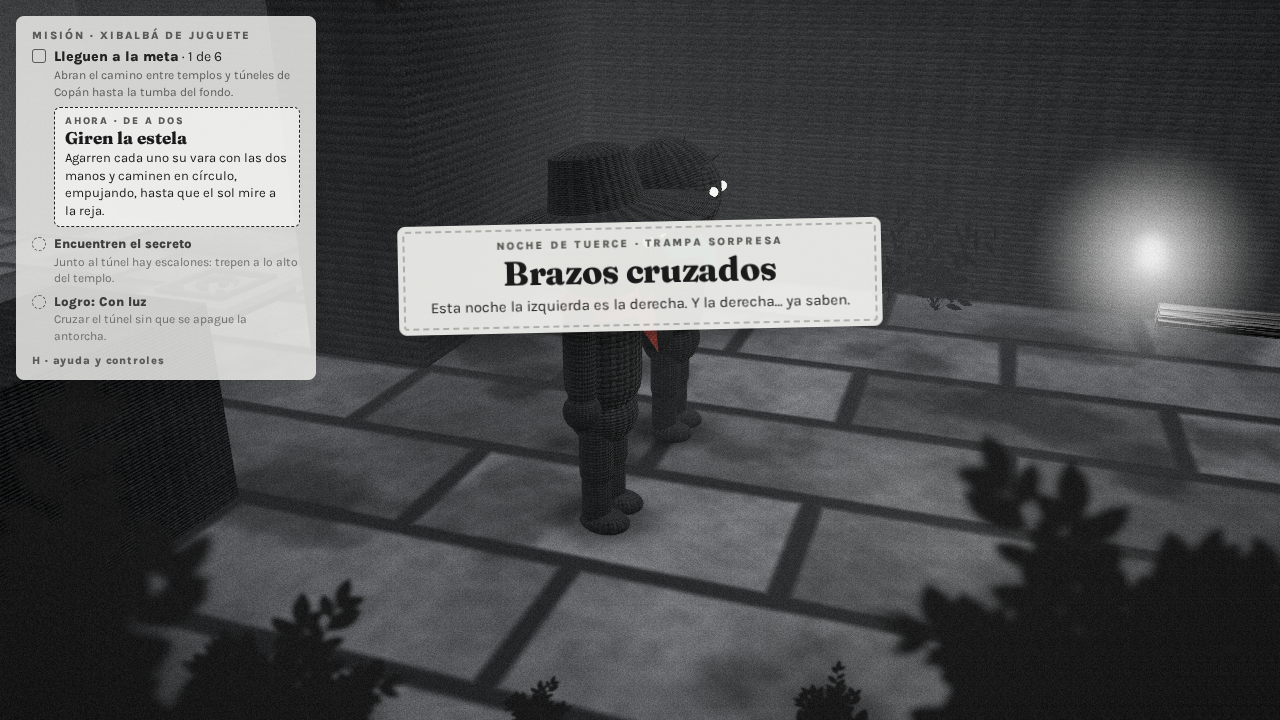 MISIÓN · XIBALBÁ DE JUGUETE
Lleguen a la meta · 1 de 6
Abran el camino entre templos y túneles de
Copán hasta la tumba del fondo.
AHORA · DE A DOS
Giren la estela
Agarren cada uno su vara con las dos
manos y caminen en círculo,
empujando, hasta que el sol mire a
la reja.
Encuentren el secreto
Junto al túnel hay escalones: trepen a lo alto
del templo.
Logro: Con luz
Cruzar el túnel sin que se apague la
antorcha.
H · ayuda y controles
NOCHE DE TUERCE · TRAMPA SORPRESA
Brazos cruzados
Esta noche la izquierda es la derecha. Y la derecha... ya saben.